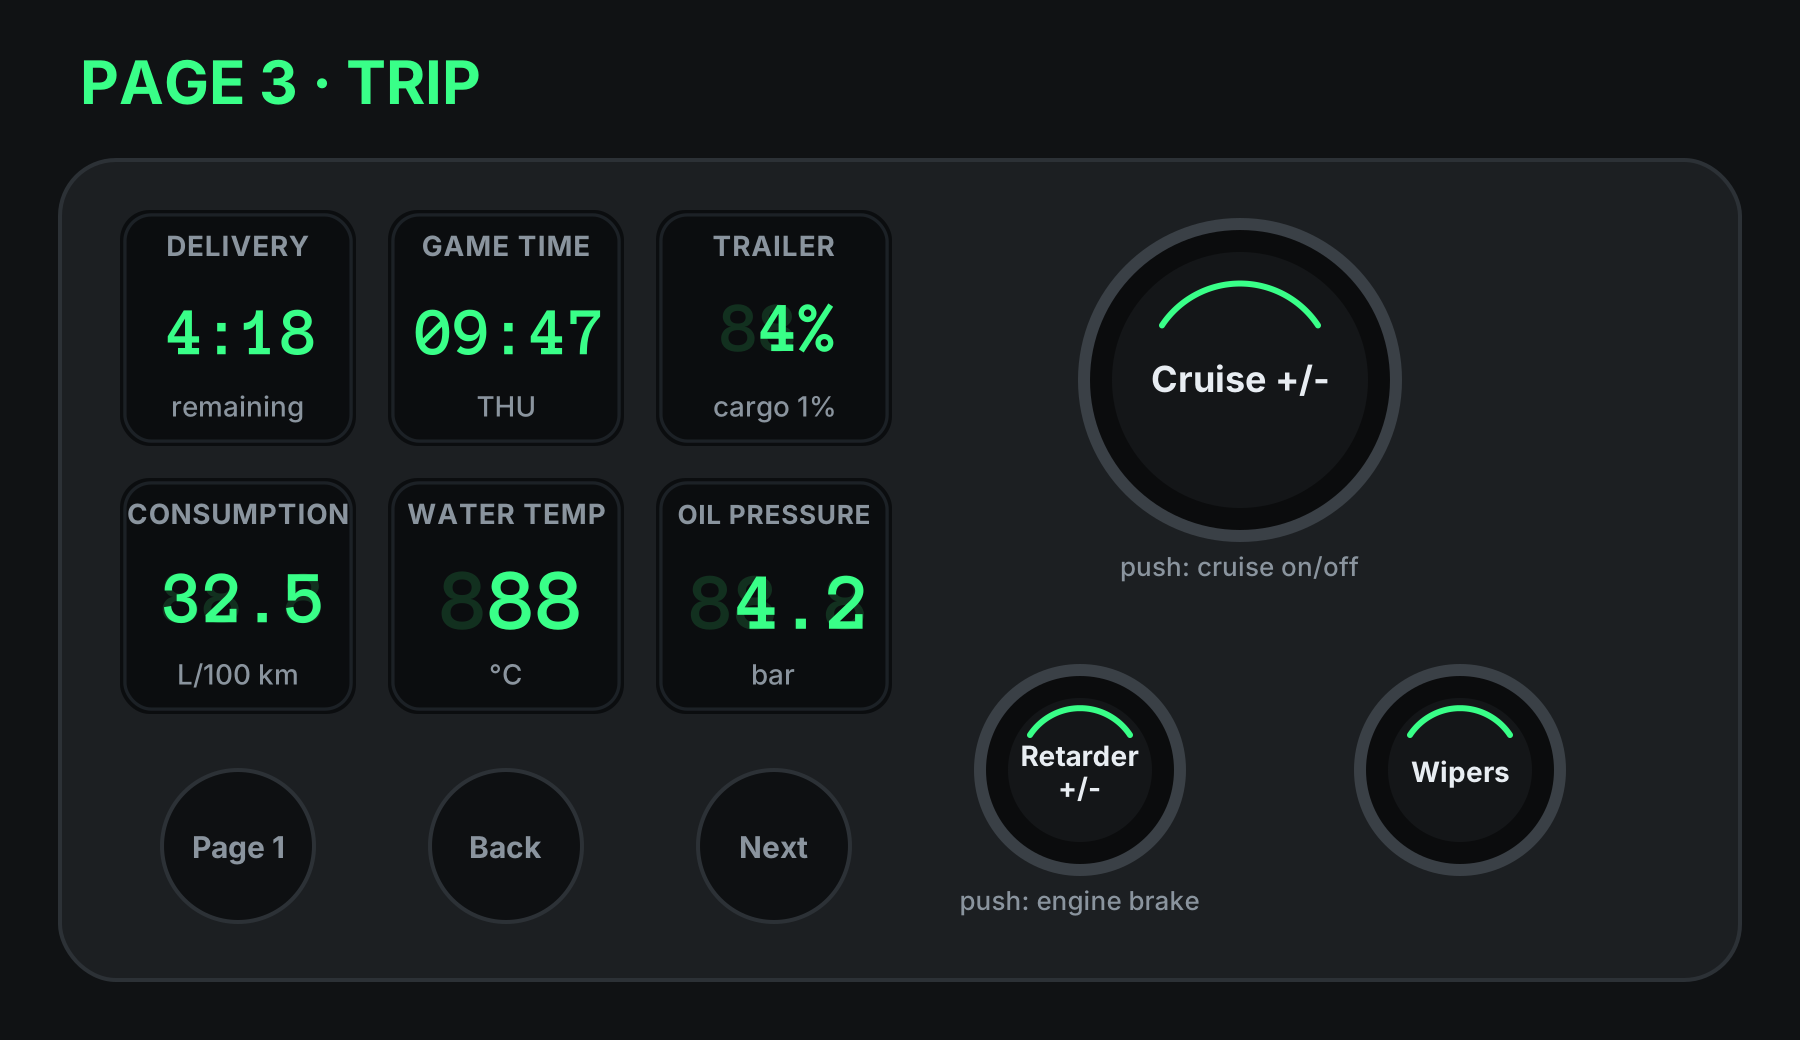 PAGE 3 · TRIP
DELIVERY
4:18
remaining
GAME TIME
09:47
THU
TRAILER
4%
cargo 1%
CONSUMPTION
32.5
L/100 km
WATER TEMP
88
°C
OIL PRESSURE
4.2
bar
Page 1
Back
Next
Cruise +/-
push: cruise on/off
Retarder
+/-
push: engine brake
Wipers